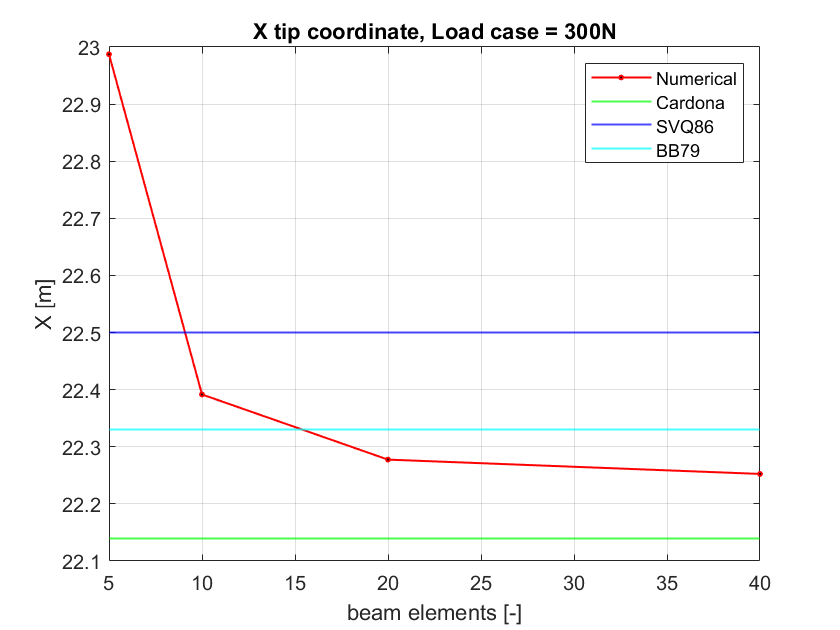 X tip coordinate, Load case = 300N
Numerical
Cardona
SVQ86
BB79
23
22.9
22.8
22.7
22.6
22.5
22.4
22.3
22.2
22.1
X [m]
5 10 15 20 25 30 35 40
beam elements [-]